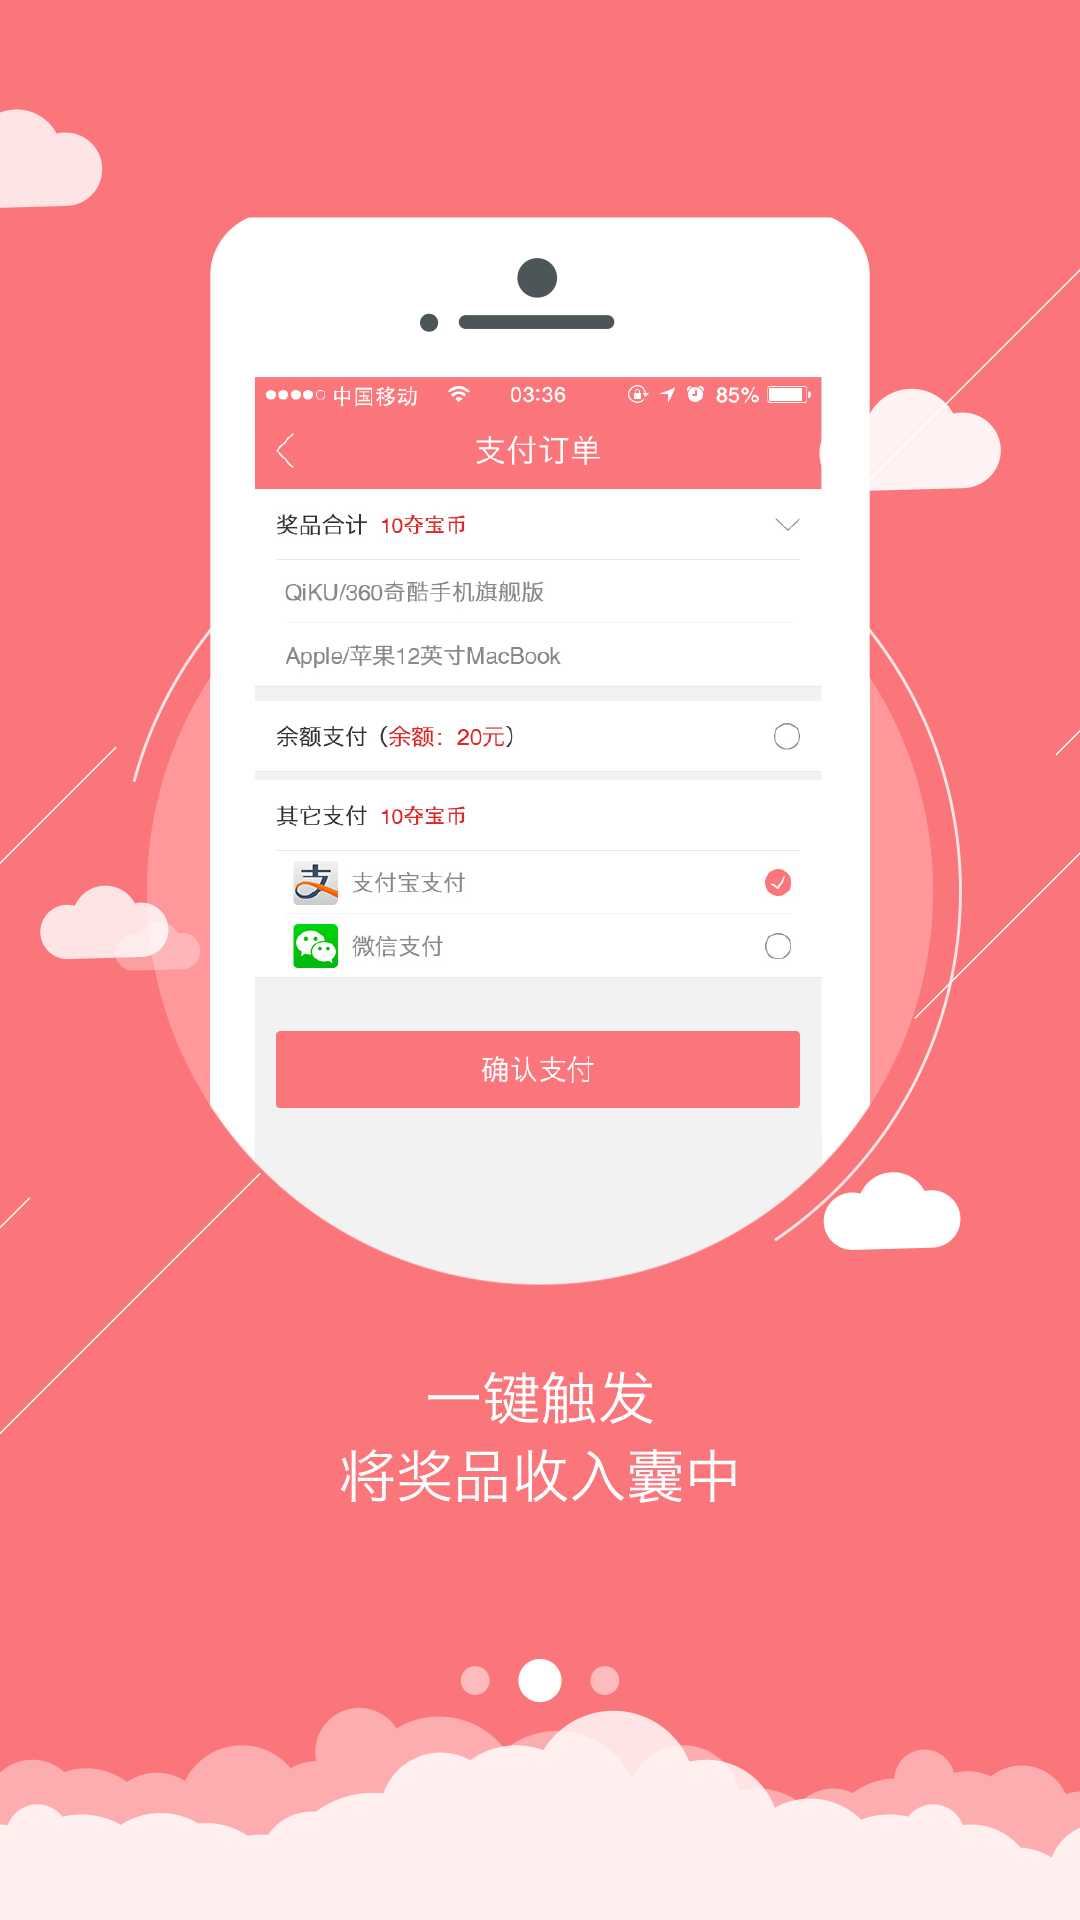 中国移动 03:36 85%
支付订单
奖品合计 10夺宝币
QiKU/360奇酷手机旗舰版
Apple/苹果12英寸MacBook
余额支付（余额：20元）
其它支付 10夺宝币
支 支付宝支付
微信支付
确认支付
一键触发
将奖品收入囊中